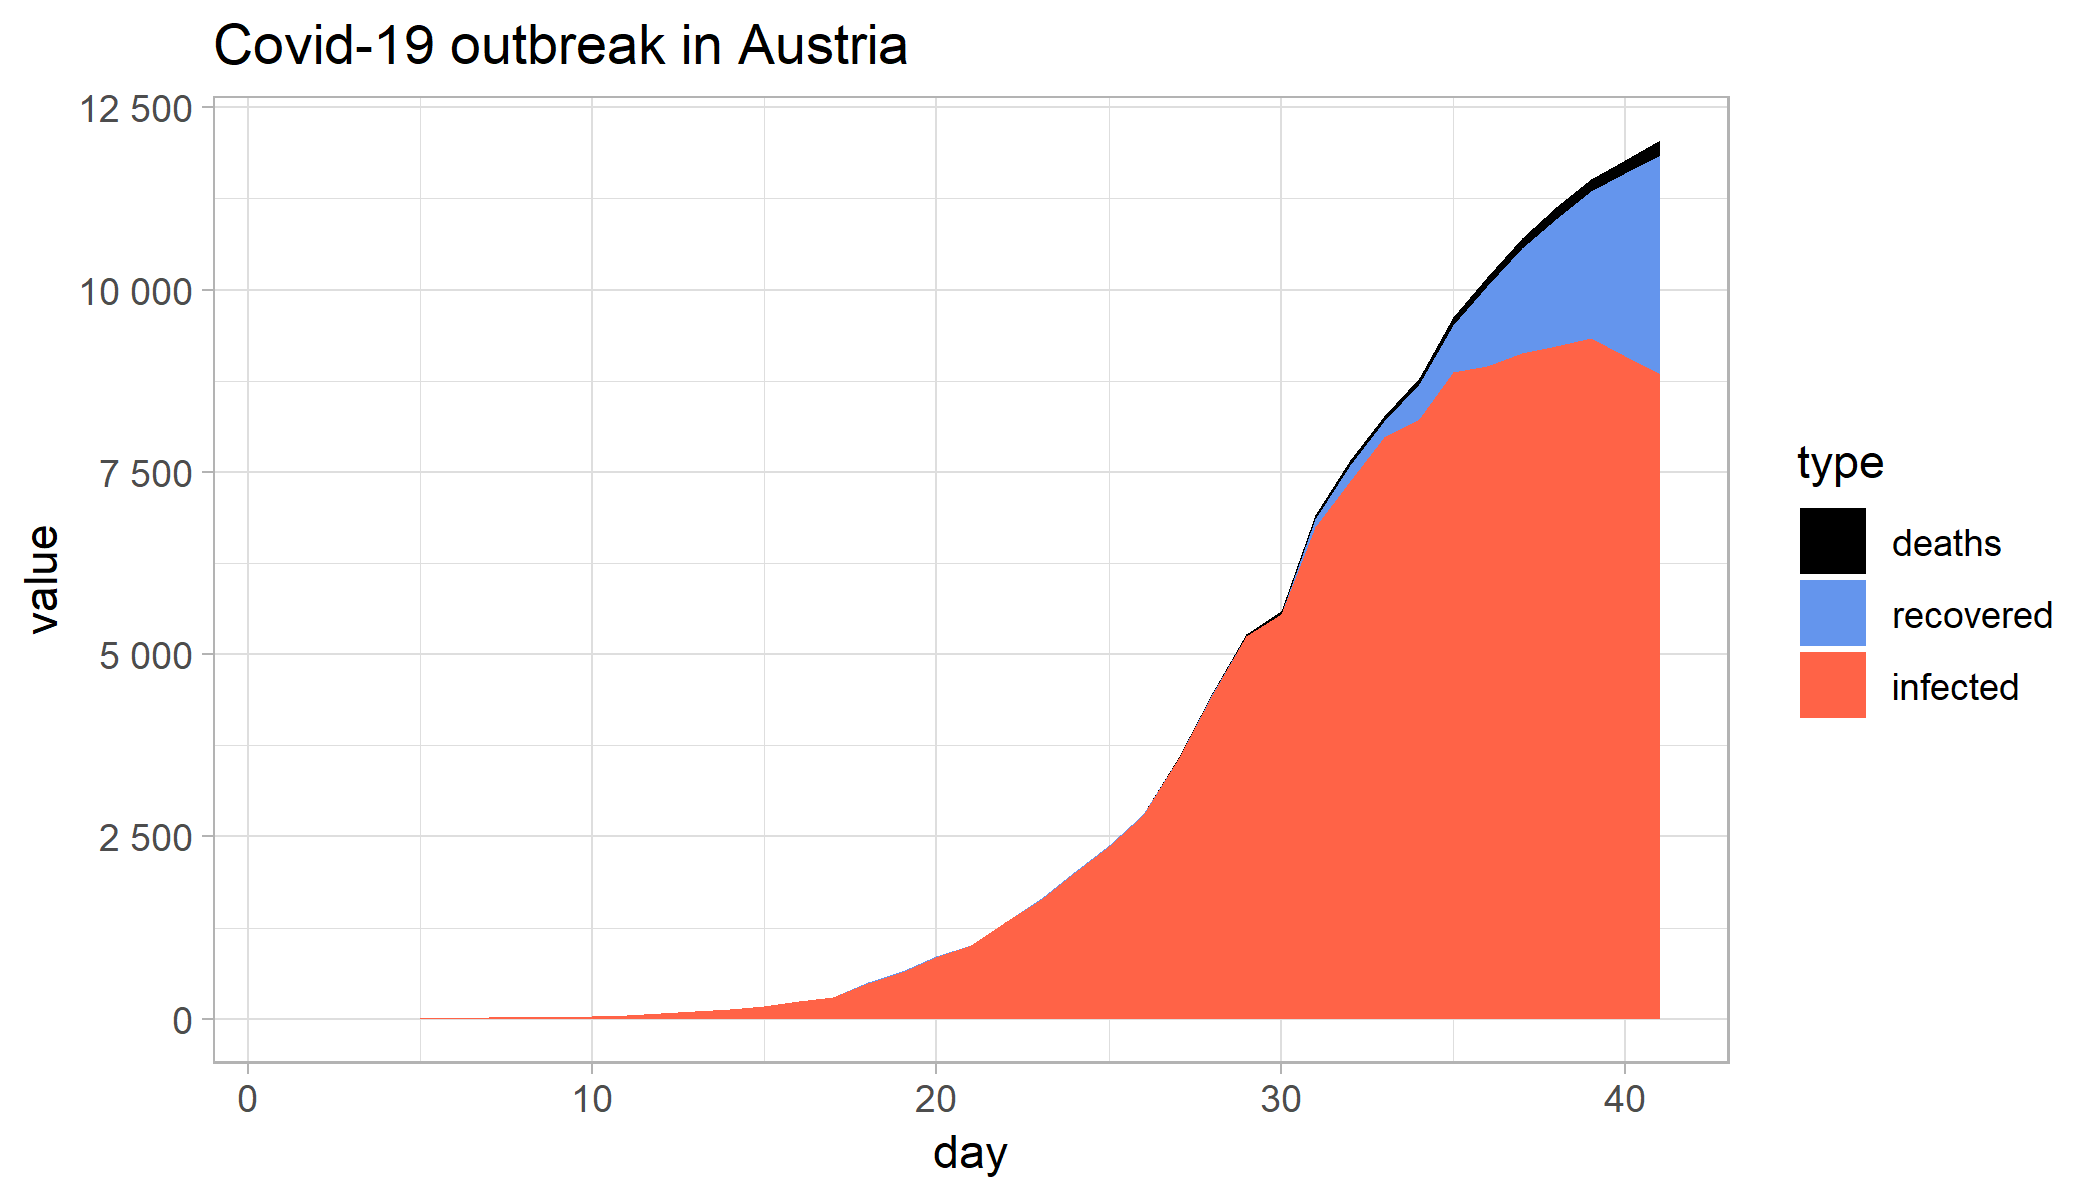 Covid-19 outbreak in Austria
12 500
10 000
7 500
5 000
2 500
0
value
0 10 20 30 40
day
type
deaths
recovered
infected